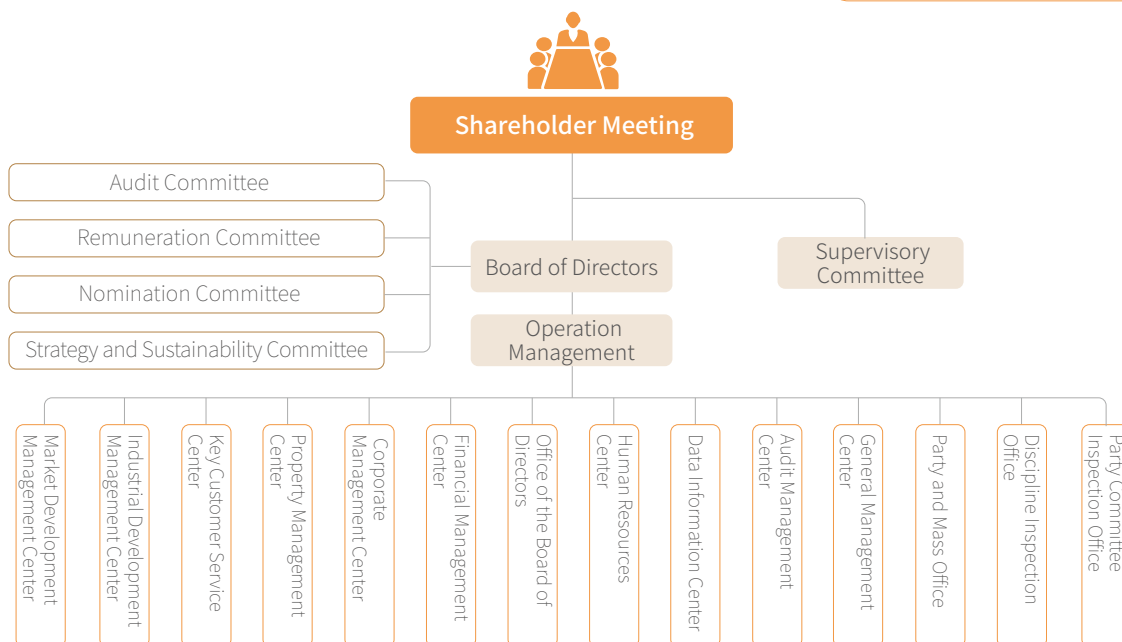 Shareholder Meeting
Audit Committee
Remuneration Committee
Nomination Committee
Strategy and Sustainability Committee
Board of Directors
Supervisory
Committee
Operation
Management
Market Development
Management Center
Industrial Development
Management Center
Key Customer Service
Center
Property Management
Center
Corporate
Management Center
Financial Management
Center
Office of the Board of
Directors
Human Resources
Center
Data Information Center
Audit Management
Center
General Management
Center
Party and Mass Office
Discipline Inspection
Office
Party Committee
Inspection Office